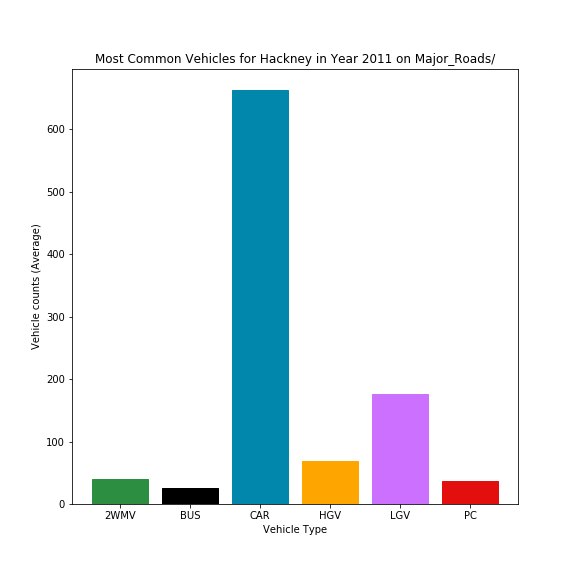 Most Common Vehicles for Hackney in Year 2011 on Major_Roads/
600
500
400
300
200
100
0
Vehicle counts (Average)
2WMV BUS CAR HGV LGV PC
Vehicle Type